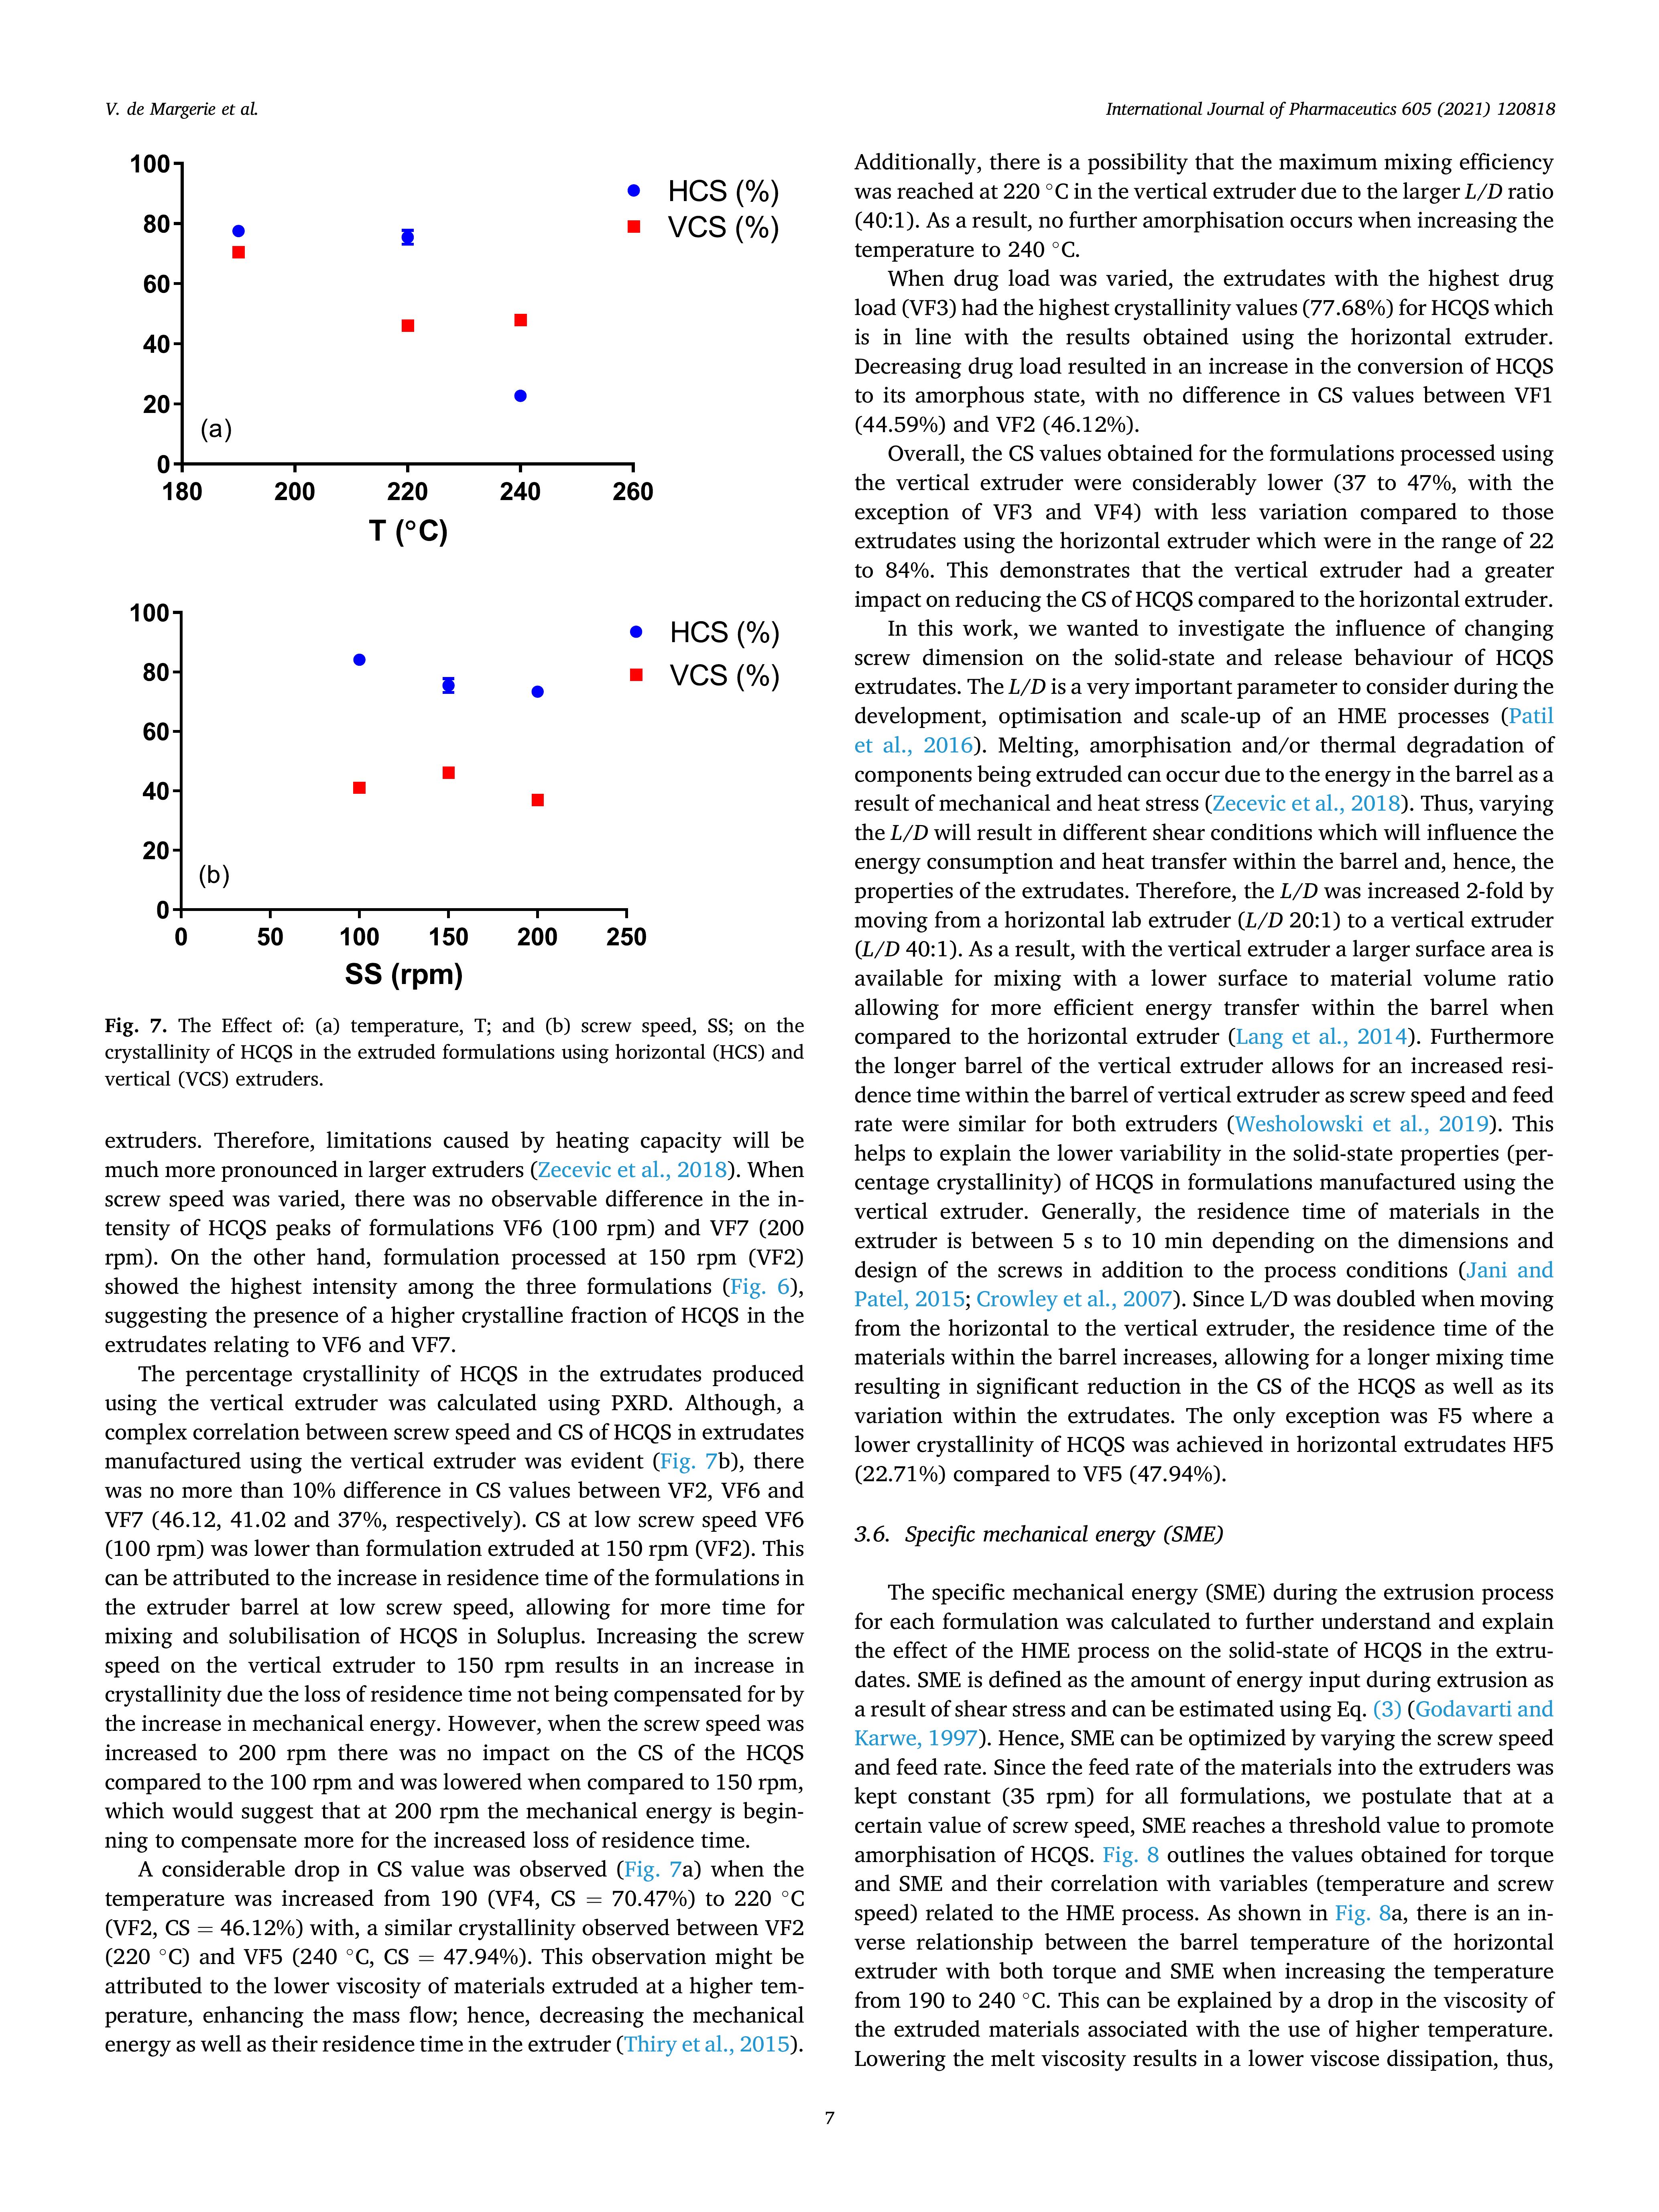 V. de Margerie et al.
International Journal of Pharmaceutics 605 (2021) 120818
100
80
60
40
20
0
(a)
HCS (%)
VCS (%)
180 200 220 240 260
T (°C)
100
80
60
40
20
0
(b)
HCS (%)
VCS (%)
0 50 100 150 200 250
SS (rpm)
Fig. 7. The Effect of: (a) temperature, T; and (b) screw speed, SS; on the
crystallinity of HCQS in the extruded formulations using horizontal (HCS) and
vertical (VCS) extruders.
extruders. Therefore, limitations caused by heating capacity will be
much more pronounced in larger extruders (Zecevic et al., 2018). When
screw speed was varied, there was no observable difference in the in-
tensity of HCQS peaks of formulations VF6 (100 rpm) and VF7 (200
rpm). On the other hand, formulation processed at 150 rpm (VF2)
showed the highest intensity among the three formulations (Fig. 6),
suggesting the presence of a higher crystalline fraction of HCQS in the
extrudates relating to VF6 and VF7.
The percentage crystallinity of HCQS in the extrudates produced
using the vertical extruder was calculated using PXRD. Although, a
complex correlation between screw speed and CS of HCQS in extrudates
manufactured using the vertical extruder was evident (Fig. 7b), there
was no more than 10% difference in CS values between VF2, VF6 and
VF7 (46.12, 41.02 and 37%, respectively). CS at low screw speed VF6
(100 rpm) was lower than formulation extruded at 150 rpm (VF2). This
can be attributed to the increase in residence time of the formulations in
the extruder barrel at low screw speed, allowing for more time for
mixing and solubilisation of HCQS in Soluplus. Increasing the screw
speed on the vertical extruder to 150 rpm results in an increase in
crystallinity due the loss of residence time not being compensated for by
the increase in mechanical energy. However, when the screw speed was
increased to 200 rpm there was no impact on the CS of the HCQS
compared to the 100 rpm and was lowered when compared to 150 rpm,
which would suggest that at 200 rpm the mechanical energy is begin-
ning to compensate more for the increased loss of residence time.
A considerable drop in CS value was observed (Fig. 7a) when the
temperature was increased from 190 (VF4, CS = 70.47%) to 220 °C
(VF2, CS = 46.12%) with, a similar crystallinity observed between VF2
(220 °C) and VF5 (240 °C, CS = 47.94%). This observation might be
attributed to the lower viscosity of materials extruded at a higher tem-
perature, enhancing the mass flow; hence, decreasing the mechanical
energy as well as their residence time in the extruder (Thiry et al., 2015).
Additionally, there is a possibility that the maximum mixing efficiency
was reached at 220 °C in the vertical extruder due to the larger L/D ratio
(40:1). As a result, no further amorphisation occurs when increasing the
temperature to 240 °C.
When drug load was varied, the extrudates with the highest drug
load (VF3) had the highest crystallinity values (77.68%) for HCQS which
is in line with the results obtained using the horizontal extruder.
Decreasing drug load resulted in an increase in the conversion of HCQS
to its amorphous state, with no difference in CS values between VF1
(44.59%) and VF2 (46.12%).
Overall, the CS values obtained for the formulations processed using
the vertical extruder were considerably lower (37 to 47%, with the
exception of VF3 and VF4) with less variation compared to those
extrudates using the horizontal extruder which were in the range of 22
to 84%. This demonstrates that the vertical extruder had a greater
impact on reducing the CS of HCQS compared to the horizontal extruder.
In this work, we wanted to investigate the influence of changing
screw dimension on the solid-state and release behaviour of HCQS
extrudates. The L/D is a very important parameter to consider during the
development, optimisation and scale-up of an HME processes (Patil
et al., 2016). Melting, amorphisation and/or thermal degradation of
components being extruded can occur due to the energy in the barrel as a
result of mechanical and heat stress (Zecevic et al., 2018). Thus, varying
the L/D will result in different shear conditions which will influence the
energy consumption and heat transfer within the barrel and, hence, the
properties of the extrudates. Therefore, the L/D was increased 2-fold by
moving from a horizontal lab extruder (L/D 20:1) to a vertical extruder
(L/D 40:1). As a result, with the vertical extruder a larger surface area is
available for mixing with a lower surface to material volume ratio
allowing for more efficient energy transfer within the barrel when
compared to the horizontal extruder (Lang et al., 2014). Furthermore
the longer barrel of the vertical extruder allows for an increased resi-
dence time within the barrel of vertical extruder as screw speed and feed
rate were similar for both extruders (Wesholowski et al., 2019). This
helps to explain the lower variability in the solid-state properties (per-
centage crystallinity) of HCQS in formulations manufactured using the
vertical extruder. Generally, the residence time of materials in the
extruder is between 5 s to 10 min depending on the dimensions and
design of the screws in addition to the process conditions (Jani and
Patel, 2015; Crowley et al., 2007). Since L/D was doubled when moving
from the horizontal to the vertical extruder, the residence time of the
materials within the barrel increases, allowing for a longer mixing time
resulting in significant reduction in the CS of the HCQS as well as its
variation within the extrudates. The only exception was F5 where a
lower crystallinity of HCQS was achieved in horizontal extrudates HF5
(22.71%) compared to VF5 (47.94%).
3.6. Specific mechanical energy (SME)
The specific mechanical energy (SME) during the extrusion process
for each formulation was calculated to further understand and explain
the effect of the HME process on the solid-state of HCQS in the extru-
dates. SME is defined as the amount of energy input during extrusion as
a result of shear stress and can be estimated using Eq. (3) (Godavarti and
Karwe, 1997). Hence, SME can be optimized by varying the screw speed
and feed rate. Since the feed rate of the materials into the extruders was
kept constant (35 rpm) for all formulations, we postulate that at a
certain value of screw speed, SME reaches a threshold value to promote
amorphisation of HCQS. Fig. 8 outlines the values obtained for torque
and SME and their correlation with variables (temperature and screw
speed) related to the HME process. As shown in Fig. 8a, there is an in-
verse relationship between the barrel temperature of the horizontal
extruder with both torque and SME when increasing the temperature
from 190 to 240 °C. This can be explained by a drop in the viscosity of
the extruded materials associated with the use of higher temperature.
Lowering the melt viscosity results in a lower viscose dissipation, thus,
7